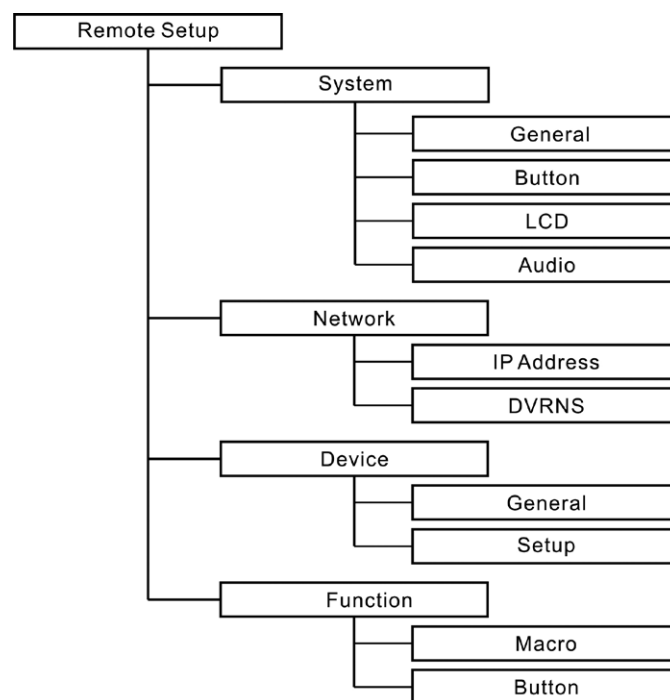 Remote Setup
System
General
Button
LCD
Audio
Network
IP Address
DVRNS
Device
General
Setup
Function
Macro
Button